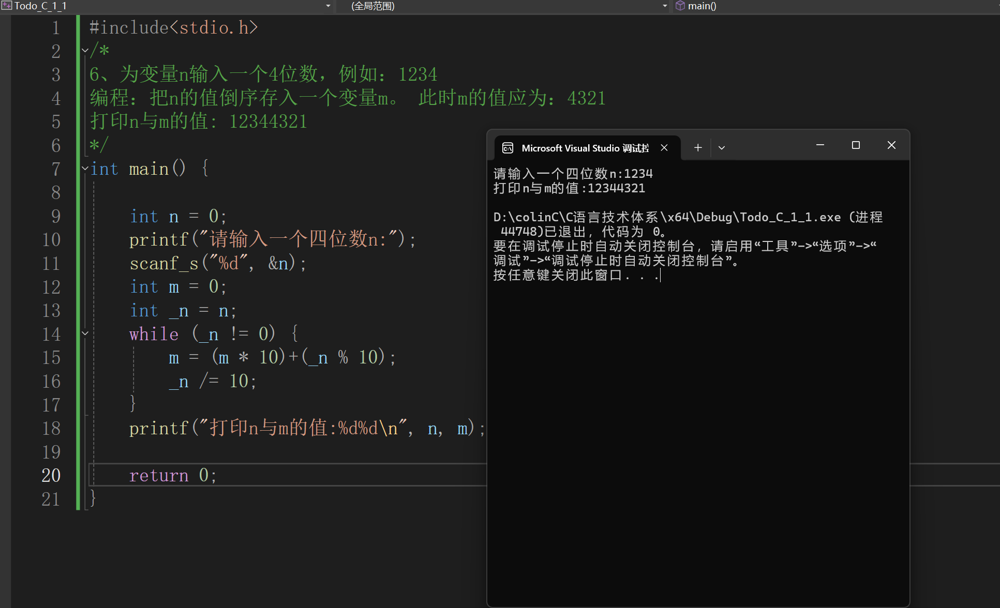 Todo_C_1_1 (全局范围) main()
1 #include<stdio.h>
2 /*
3 6、为变量n输入一个4位数，例如：1234
4 编程：把n的值倒序存入一个变量m。 此时m的值应为：4321
5 打印n与m的值: 12344321
6 */
7 int main() {
8
9 int n = 0;
10 printf("请输入一个四位数n:");
11 scanf_s("%d", &n);
12 int m = 0;
13 int _n = n;
14 while (_n != 0) {
15 m = (m * 10)+(_n % 10);
16 _n /= 10;
17 }
18 printf("打印n与m的值:%d%d\n", n, m);
19
20 return 0;
21 }
Microsoft Visual Studio 调试控
请输入一个四位数n:1234
打印n与m的值:12344321
D:\colinC\C语言技术体系\x64\Debug\Todo_C_1_1.exe (进程
44748)已退出，代码为 0。
要在调试停止时自动关闭控制台，请启用“工具”->“选项”->“
调试”->“调试停止时自动关闭控制台”。
按任意键关闭此窗口. . .